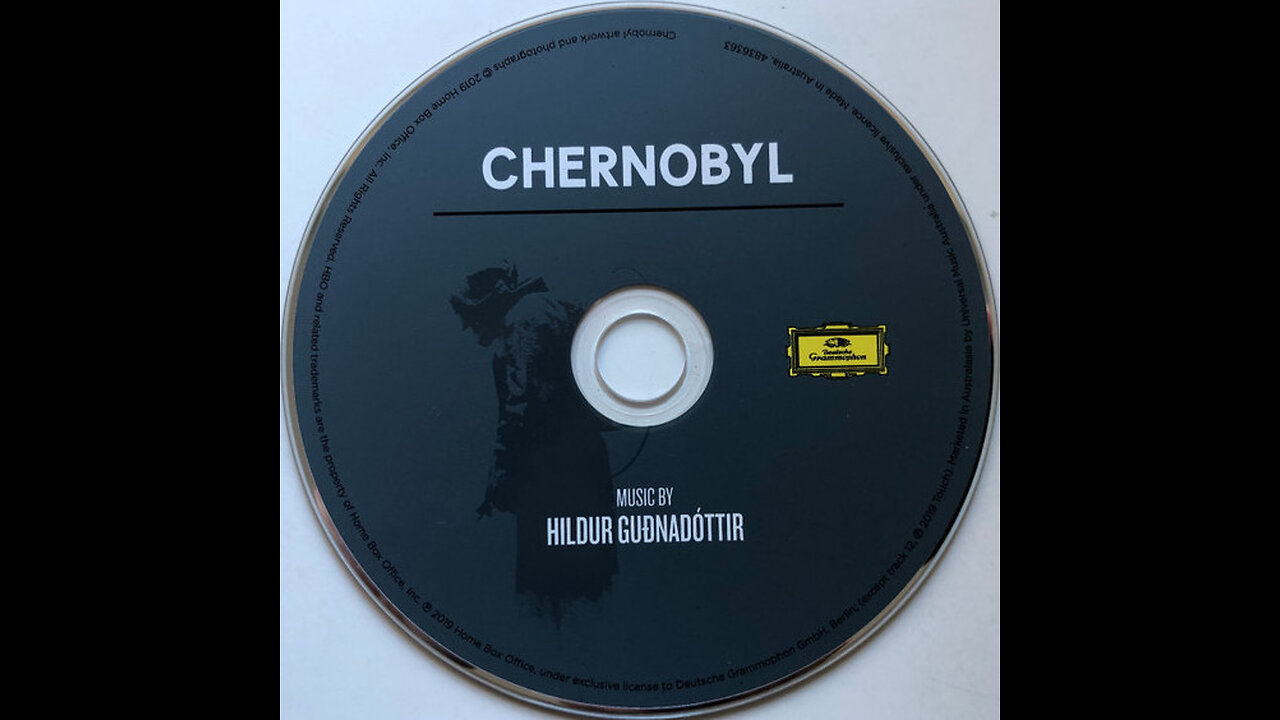 CHERNOBYL
Deutsche
Grammophon
MUSIC BY
HILDUR GUÐNADÓTTIR
Chernobyl artwork and photographs © 2019 Home Box Office, Inc. All Rights Reserved. HBO and related trademarks are the property of Home Box Office, Inc. ℗ 2019 Home Box Office, under exclusive license to Deutsche Grammophon GmbH, Berlin, (except track 12, ℗ 2019 Touch). Marketed in Australasia by Universal Music Australia under exclusive licence. Made in Australia. 4836363